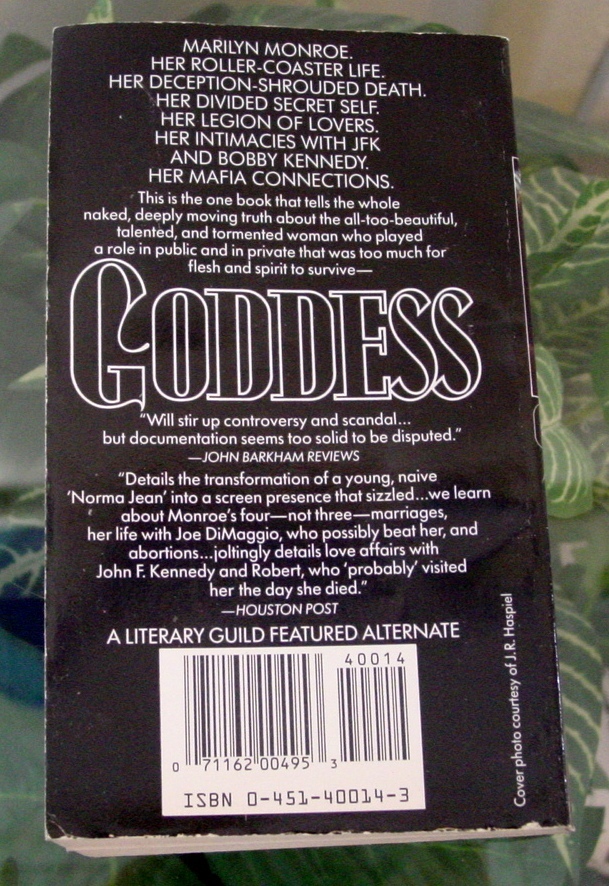 MARILYN MONROE.
HER ROLLER-COASTER LIFE.
HER DECEPTION-SHROUDED DEATH.
HER DIVIDED SECRET SELF.
HER LEGION OF LOVERS.
HER INTIMACIES WITH JFK
AND BOBBY KENNEDY.
HER MAFIA CONNECTIONS.
This is the one book that tells the whole
naked, deeply moving truth about the all-too-beautiful,
talented, and tormented woman who played
a role in public and in private that was too much for
flesh and spirit to survive—
GODDESS
"Will stir up controversy and scandal...
but documentation seems too solid to be disputed."
—JOHN BARKHAM REVIEWS
"Details the transformation of a young, naive
'Norma Jean' into a screen presence that sizzled...we learn
about Monroe's four—not three—marriages,
her life with Joe DiMaggio, who possibly beat her, and
abortions...joltingly details love affairs with
John F. Kennedy and Robert, who 'probably' visited
her the day she died."
—HOUSTON POST
A LITERARY GUILD FEATURED ALTERNATE
40014
0 71162 00495 3
ISBN 0-451-40014-3
Cover photo courtesy of J.R. Haspiel